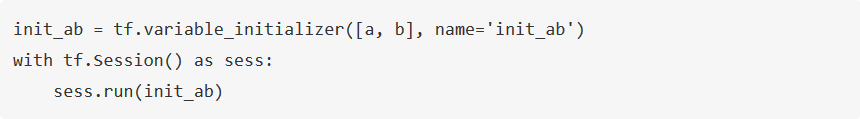 init_ab = tf.variable_initializer([a, b], name='init_ab')
with tf.Session() as sess:
    sess.run(init_ab)